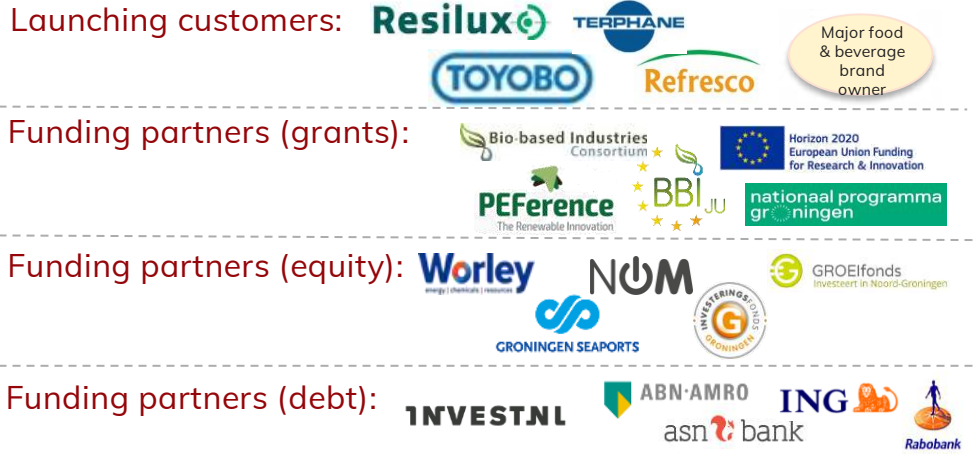 Launching customers:
Resilux
TERPHANE
TOYOBO
Refresco
Major food
& beverage
brand
owner
Funding partners (grants):
Bio-based Industries
Consortium
Horizon 2020
European Union Funding
for Research & Innovation
PEFerence
The Renewable Innovation
BBI JU
nationaal programma
groningen
Funding partners (equity):
Worley
energy | chemicals | resources
NOM
GROEIfonds
Investeert in Noord-Groningen
GRONINGEN SEAPORTS
INVESTERINGSFONDS
GRONINGEN
G
Funding partners (debt):
INVEST.NL
ABN·AMRO
ING
asn bank
Rabobank